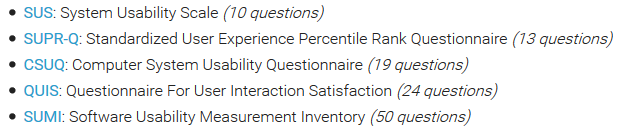 • SUS: System Usability Scale (10 questions)
• SUPR-Q: Standardized User Experience Percentile Rank Questionnaire (13 questions)
• CSUQ: Computer System Usability Questionnaire (19 questions)
• QUIS: Questionnaire For User Interaction Satisfaction (24 questions)
• SUMI: Software Usability Measurement Inventory (50 questions)